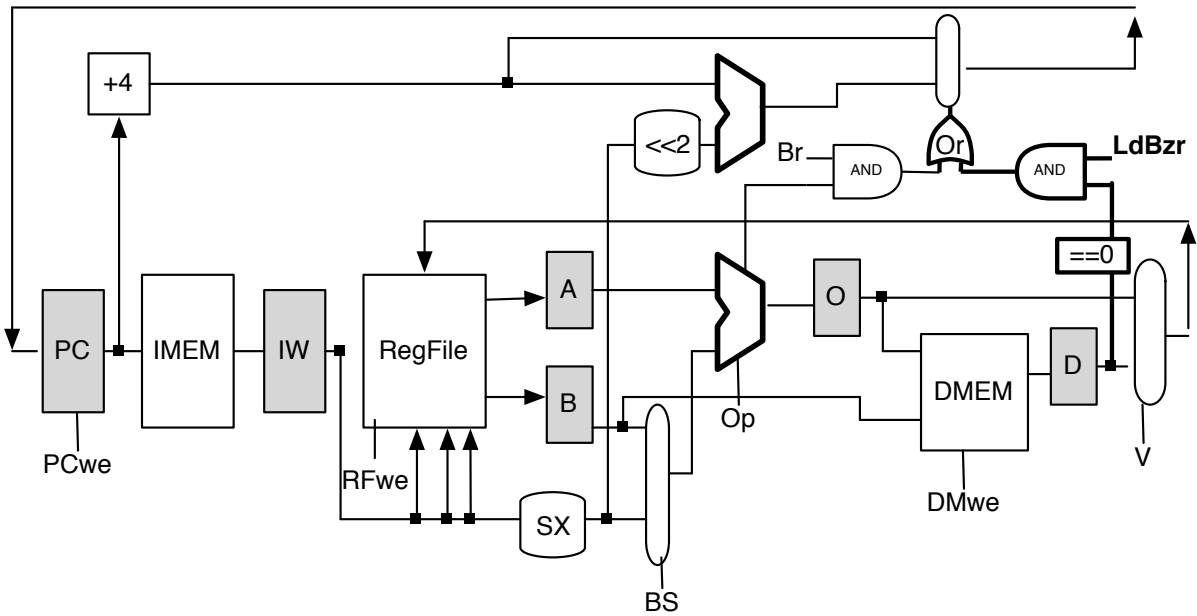 +4
<<2
Br
AND
Or
AND
LdBzr
==0
PC
IMEM
IW
RegFile
A
B
O
DMEM
D
Op
PCwe
RFwe
SX
BS
DMwe
V